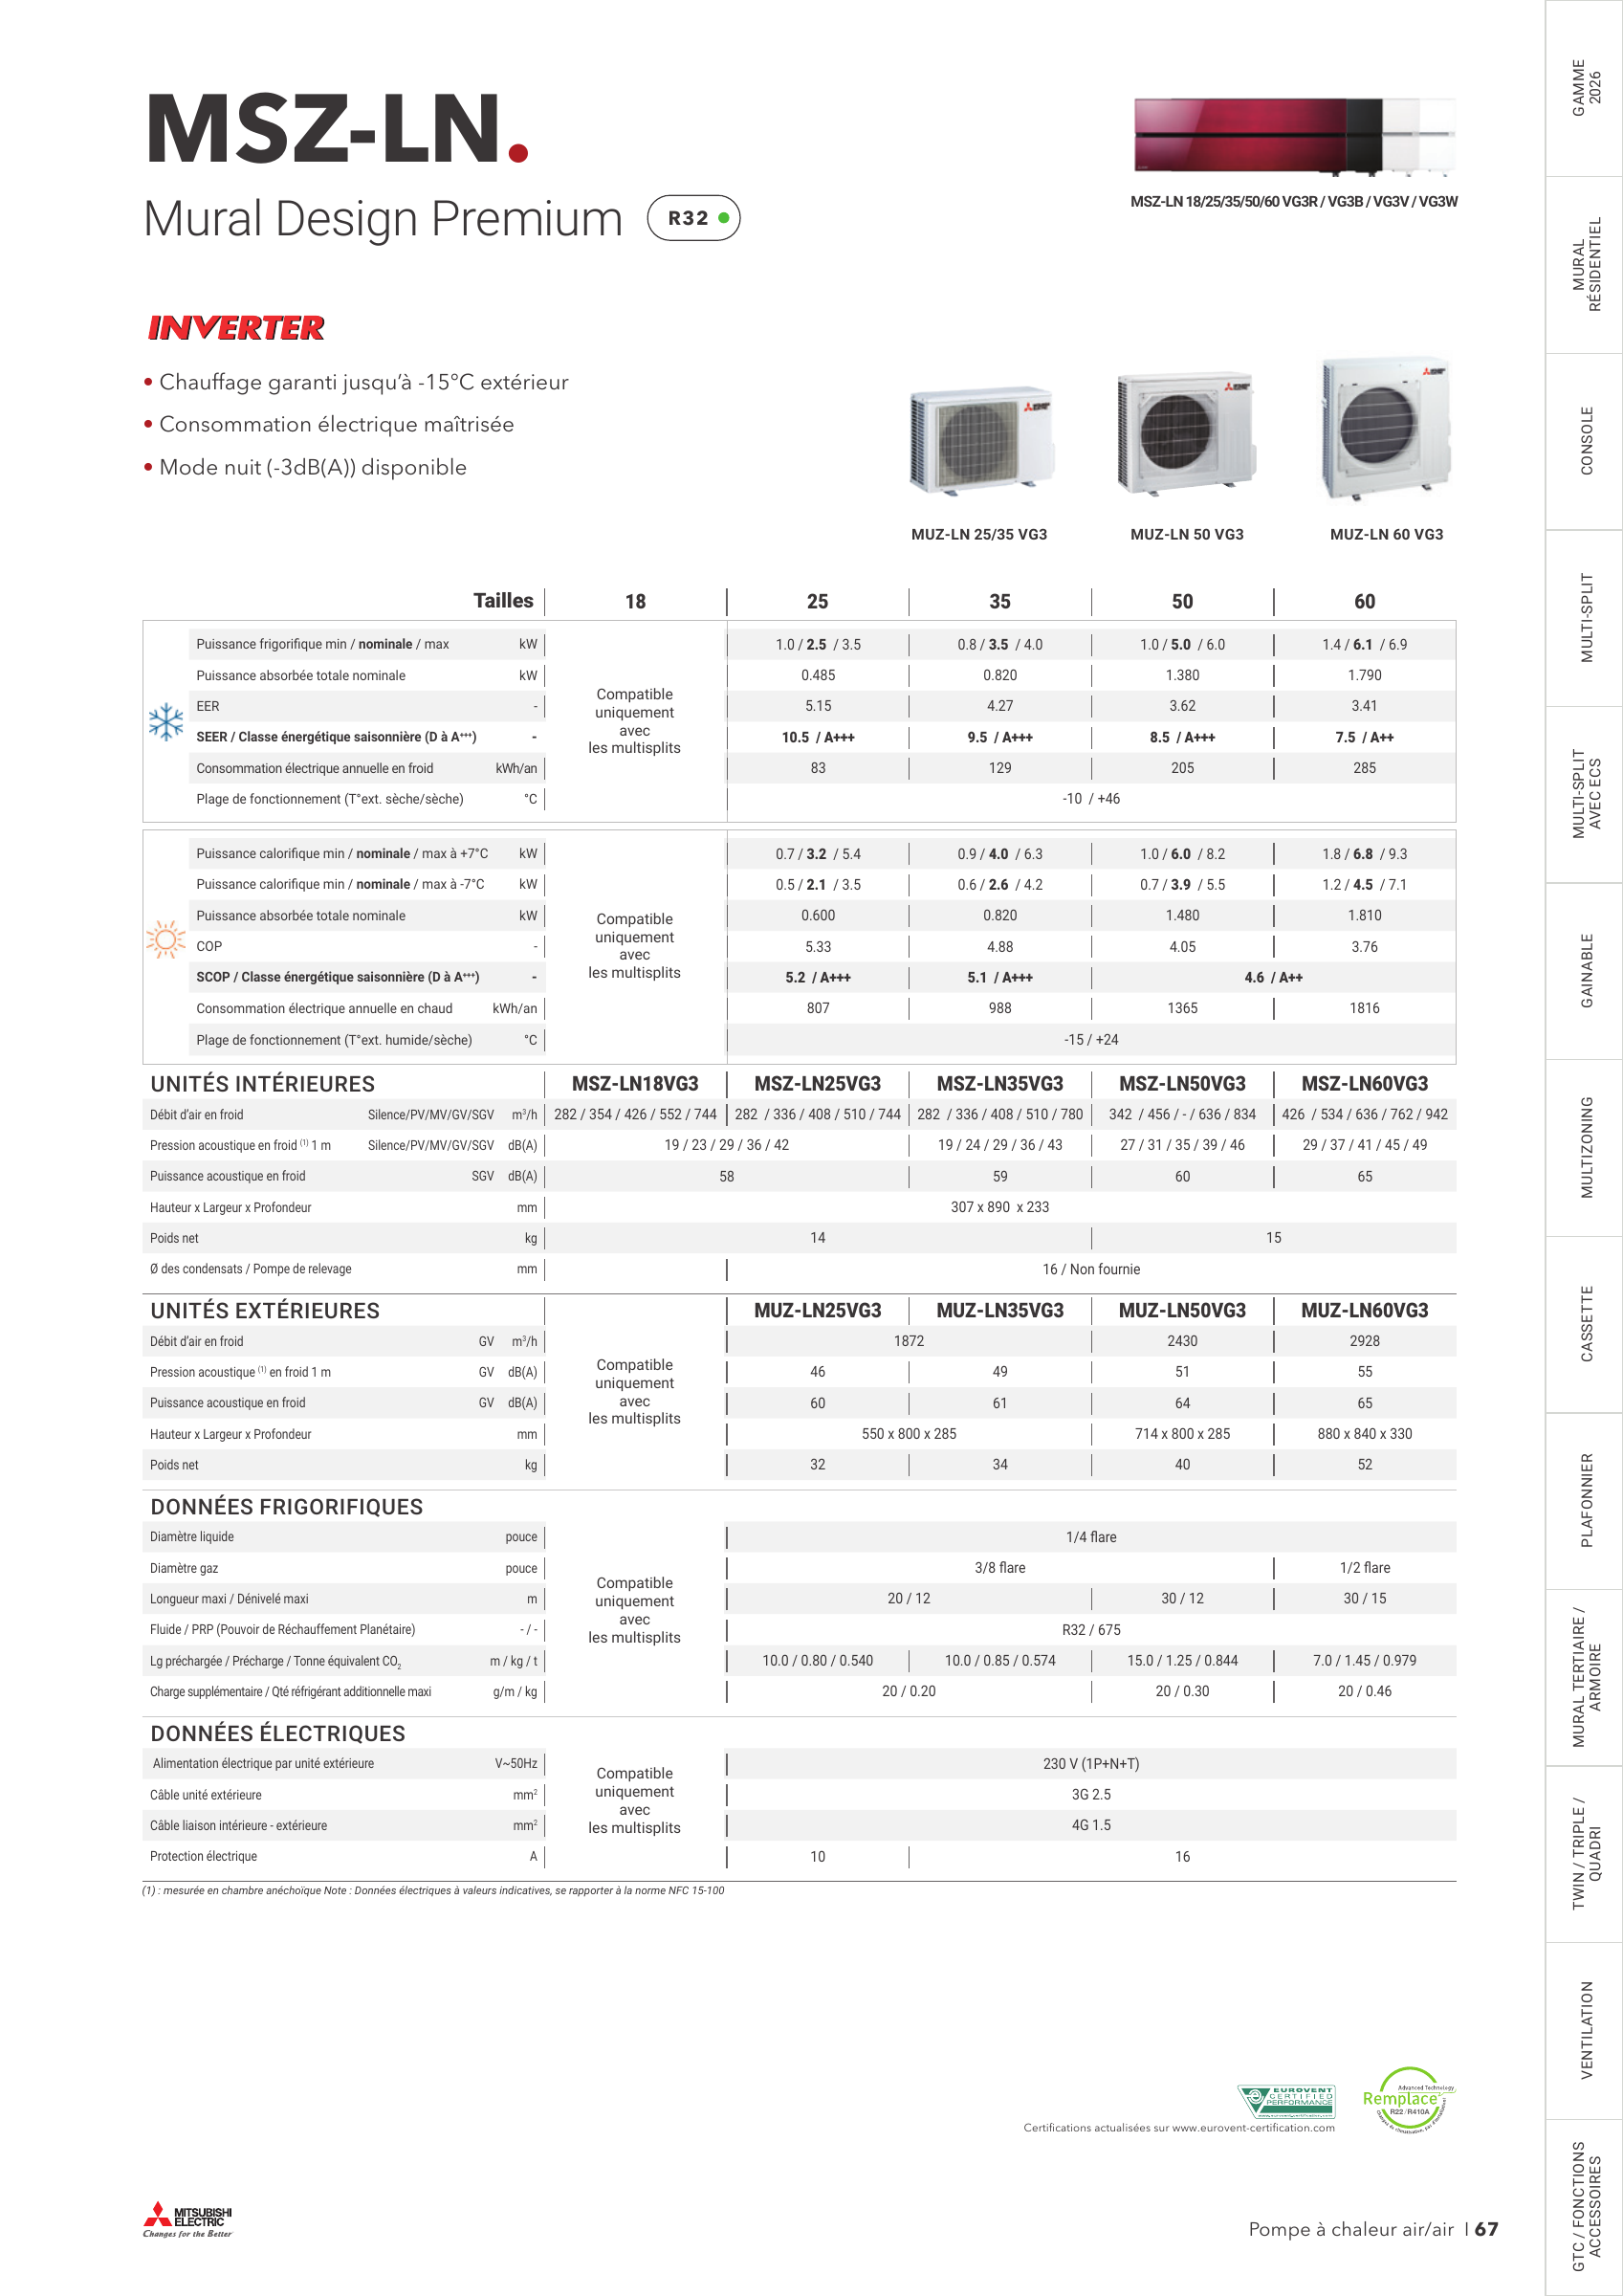 MSZ-LN.
Mural Design Premium R32
MSZ-LN 18/25/35/50/60 VG3R / VG3B / VG3V / VG3W
INVERTER
• Chauffage garanti jusqu'à -15°C extérieur
• Consommation électrique maîtrisée
• Mode nuit (-3dB(A)) disponible
MUZ-LN 25/35 VG3 MUZ-LN 50 VG3 MUZ-LN 60 VG3
Tailles 18 25 35 50 60
Puissance frigorifique min / nominale / max kW 1.0 / 2.5 / 3.5 0.8 / 3.5 / 4.0 1.0 / 5.0 / 6.0 1.4 / 6.1 / 6.9
Puissance absorbée totale nominale kW 0.485 0.820 1.380 1.790
EER - 5.15 4.27 3.62 3.41
SEER / Classe énergétique saisonnière (D à A+++) - 10.5 / A+++ 9.5 / A+++ 8.5 / A+++ 7.5 / A++
Consommation électrique annuelle en froid kWh/an 83 129 205 285
Plage de fonctionnement (T°ext. sèche/sèche) °C -10 / +46
Compatible
uniquement
avec
les multisplits
Puissance calorifique min / nominale / max à +7°C kW 0.7 / 3.2 / 5.4 0.9 / 4.0 / 6.3 1.0 / 6.0 / 8.2 1.8 / 6.8 / 9.3
Puissance calorifique min / nominale / max à -7°C kW 0.5 / 2.1 / 3.5 0.6 / 2.6 / 4.2 0.7 / 3.9 / 5.5 1.2 / 4.5 / 7.1
Puissance absorbée totale nominale kW 0.600 0.820 1.480 1.810
COP - 5.33 4.88 4.05 3.76
SCOP / Classe énergétique saisonnière (D à A+++) - 5.2 / A+++ 5.1 / A+++ 4.6 / A++
Consommation électrique annuelle en chaud kWh/an 807 988 1365 1816
Plage de fonctionnement (T°ext. humide/sèche) °C -15 / +24
Compatible
uniquement
avec
les multisplits
UNITÉS INTÉRIEURES MSZ-LN18VG3 MSZ-LN25VG3 MSZ-LN35VG3 MSZ-LN50VG3 MSZ-LN60VG3
Débit d'air en froid Silence/PV/MV/GV/SGV m³/h 282 / 354 / 426 / 552 / 744 282 / 336 / 408 / 510 / 744 282 / 336 / 408 / 510 / 780 342 / 456 / - / 636 / 834 426 / 534 / 636 / 762 / 942
Pression acoustique en froid (1) 1 m Silence/PV/MV/GV/SGV dB(A) 19 / 23 / 29 / 36 / 42 19 / 24 / 29 / 36 / 43 27 / 31 / 35 / 39 / 46 29 / 37 / 41 / 45 / 49
Puissance acoustique en froid SGV dB(A) 58 59 60 65
Hauteur x Largeur x Profondeur mm 307 x 890 x 233
Poids net kg 14 15
Ø des condensats / Pompe de relevage mm 16 / Non fournie
UNITÉS EXTÉRIEURES MUZ-LN25VG3 MUZ-LN35VG3 MUZ-LN50VG3 MUZ-LN60VG3
Débit d'air en froid GV m³/h 1872 2430 2928
Pression acoustique (1) en froid 1 m GV dB(A) 46 49 51 55
Puissance acoustique en froid GV dB(A) 60 61 64 65
Hauteur x Largeur x Profondeur mm 550 x 800 x 285 714 x 800 x 285 880 x 840 x 330
Poids net kg 32 34 40 52
Compatible
uniquement
avec
les multisplits
DONNÉES FRIGORIFIQUES
Diamètre liquide pouce 1/4 flare
Diamètre gaz pouce 3/8 flare 1/2 flare
Longueur maxi / Dénivelé maxi m 20 / 12 30 / 12 30 / 15
Fluide / PRP (Pouvoir de Réchauffement Planétaire) - / - R32 / 675
Lg préchargée / Précharge / Tonne équivalent CO₂ m / kg / t 10.0 / 0.80 / 0.540 10.0 / 0.85 / 0.574 15.0 / 1.25 / 0.844 7.0 / 1.45 / 0.979
Charge supplémentaire / Qté réfrigérant additionnelle maxi g/m / kg 20 / 0.20 20 / 0.30 20 / 0.46
Compatible
uniquement
avec
les multisplits
DONNÉES ÉLECTRIQUES
Alimentation électrique par unité extérieure V~50Hz 230 V (1P+N+T)
Câble unité extérieure mm² 3G 2.5
Câble liaison intérieure - extérieure mm² 4G 1.5
Protection électrique A 10 16
Compatible
uniquement
avec
les multisplits
(1) : mesurée en chambre anéchoïque Note : Données électriques à valeurs indicatives, se rapporter à la norme NFC 15-100
EUROVENT
CERTIFIED
PERFORMANCE
Certifications actualisées sur www.eurovent-certification.com
Advanced Technology
Remplace
R22/R410A
MITSUBISHI
ELECTRIC
Changes for the Better
Pompe à chaleur air/air I 67
GAMME
2026
MURAL
RÉSIDENTIEL
CONSOLE
MULTI-SPLIT
MULTI-SPLIT
AVEC ECS
GAINABLE
MULTIZONING
CASSETTE
PLAFONNIER
MURAL TERTIAIRE /
ARMOIRE
TWIN / TRIPLE /
QUADRI
VENTILATION
GTC / FONCTIONS
ACCESSOIRES